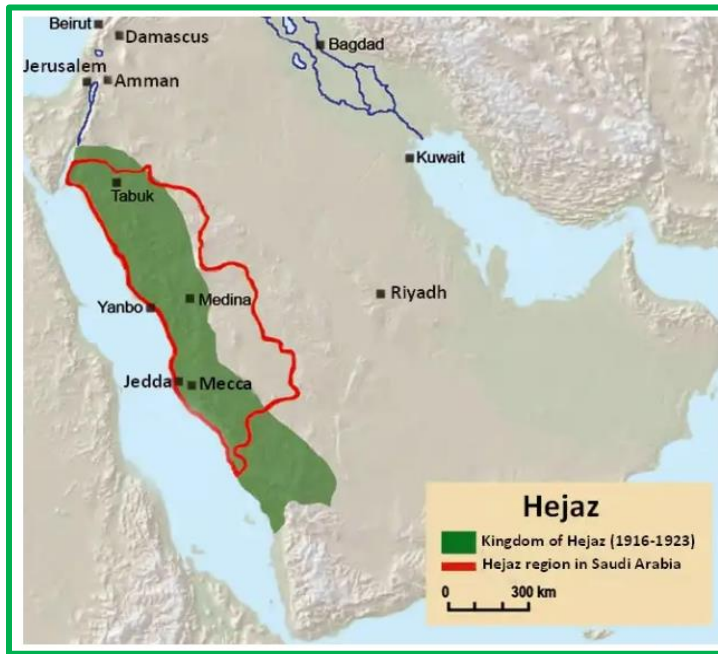 Beirut
Damascus
Bagdad
Jerusalem
Amman
Kuwait
Tabuk
Yanbo
Medina
Riyadh
Jedda
Mecca
Hejaz
Kingdom of Hejaz (1916-1923)
Hejaz region in Saudi Arabia
0 300 km